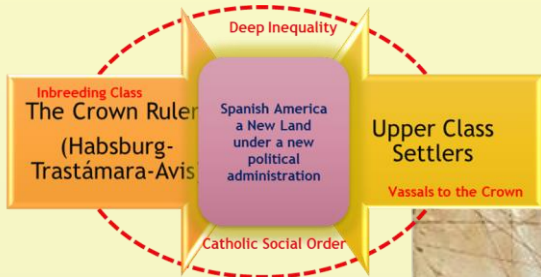 Deep Inequality
Inbreeding Class
The Crown Ruler
(Habsburg-
Trastámara-Avis)
Spanish America
a New Land
under a new
political
administration
Upper Class
Settlers
Vassals to the Crown
Catholic Social Order